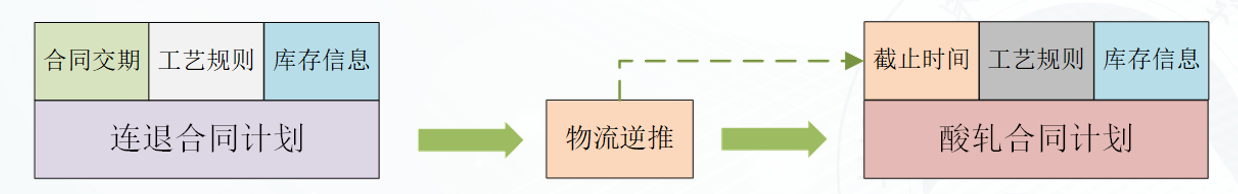 合同交期 工艺规则 库存信息
连退合同计划
物流逆推
截止时间 工艺规则 库存信息
酸轧合同计划